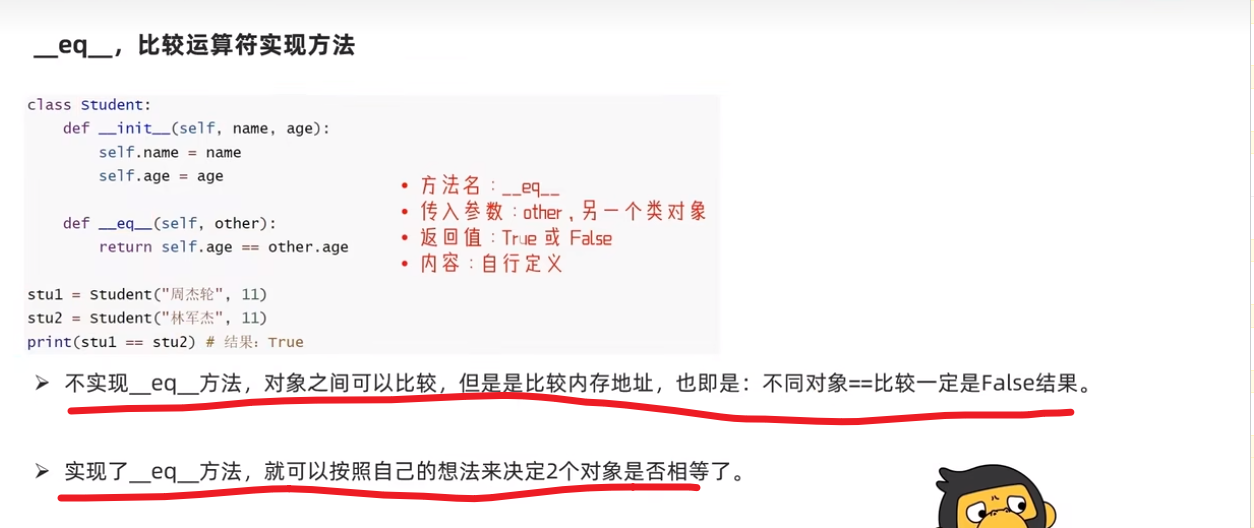 __eq__，比较运算符实现方法
class Student:
    def __init__(self, name, age):
        self.name = name
        self.age = age
    def __eq__(self, other):
        return self.age == other.age
stu1 = Student("周杰轮", 11)
stu2 = Student("林军杰", 11)
print(stu1 == stu2) # 结果：True
• 方法名：__eq__
• 传入参数：other，另一个类对象
• 返回值：True 或 False
• 内容：自行定义
➢ 不实现__eq__方法，对象之间可以比较，但是是比较内存地址，也即是：不同对象==比较一定是False结果。
➢ 实现了__eq__方法，就可以按照自己的想法来决定2个对象是否相等了。